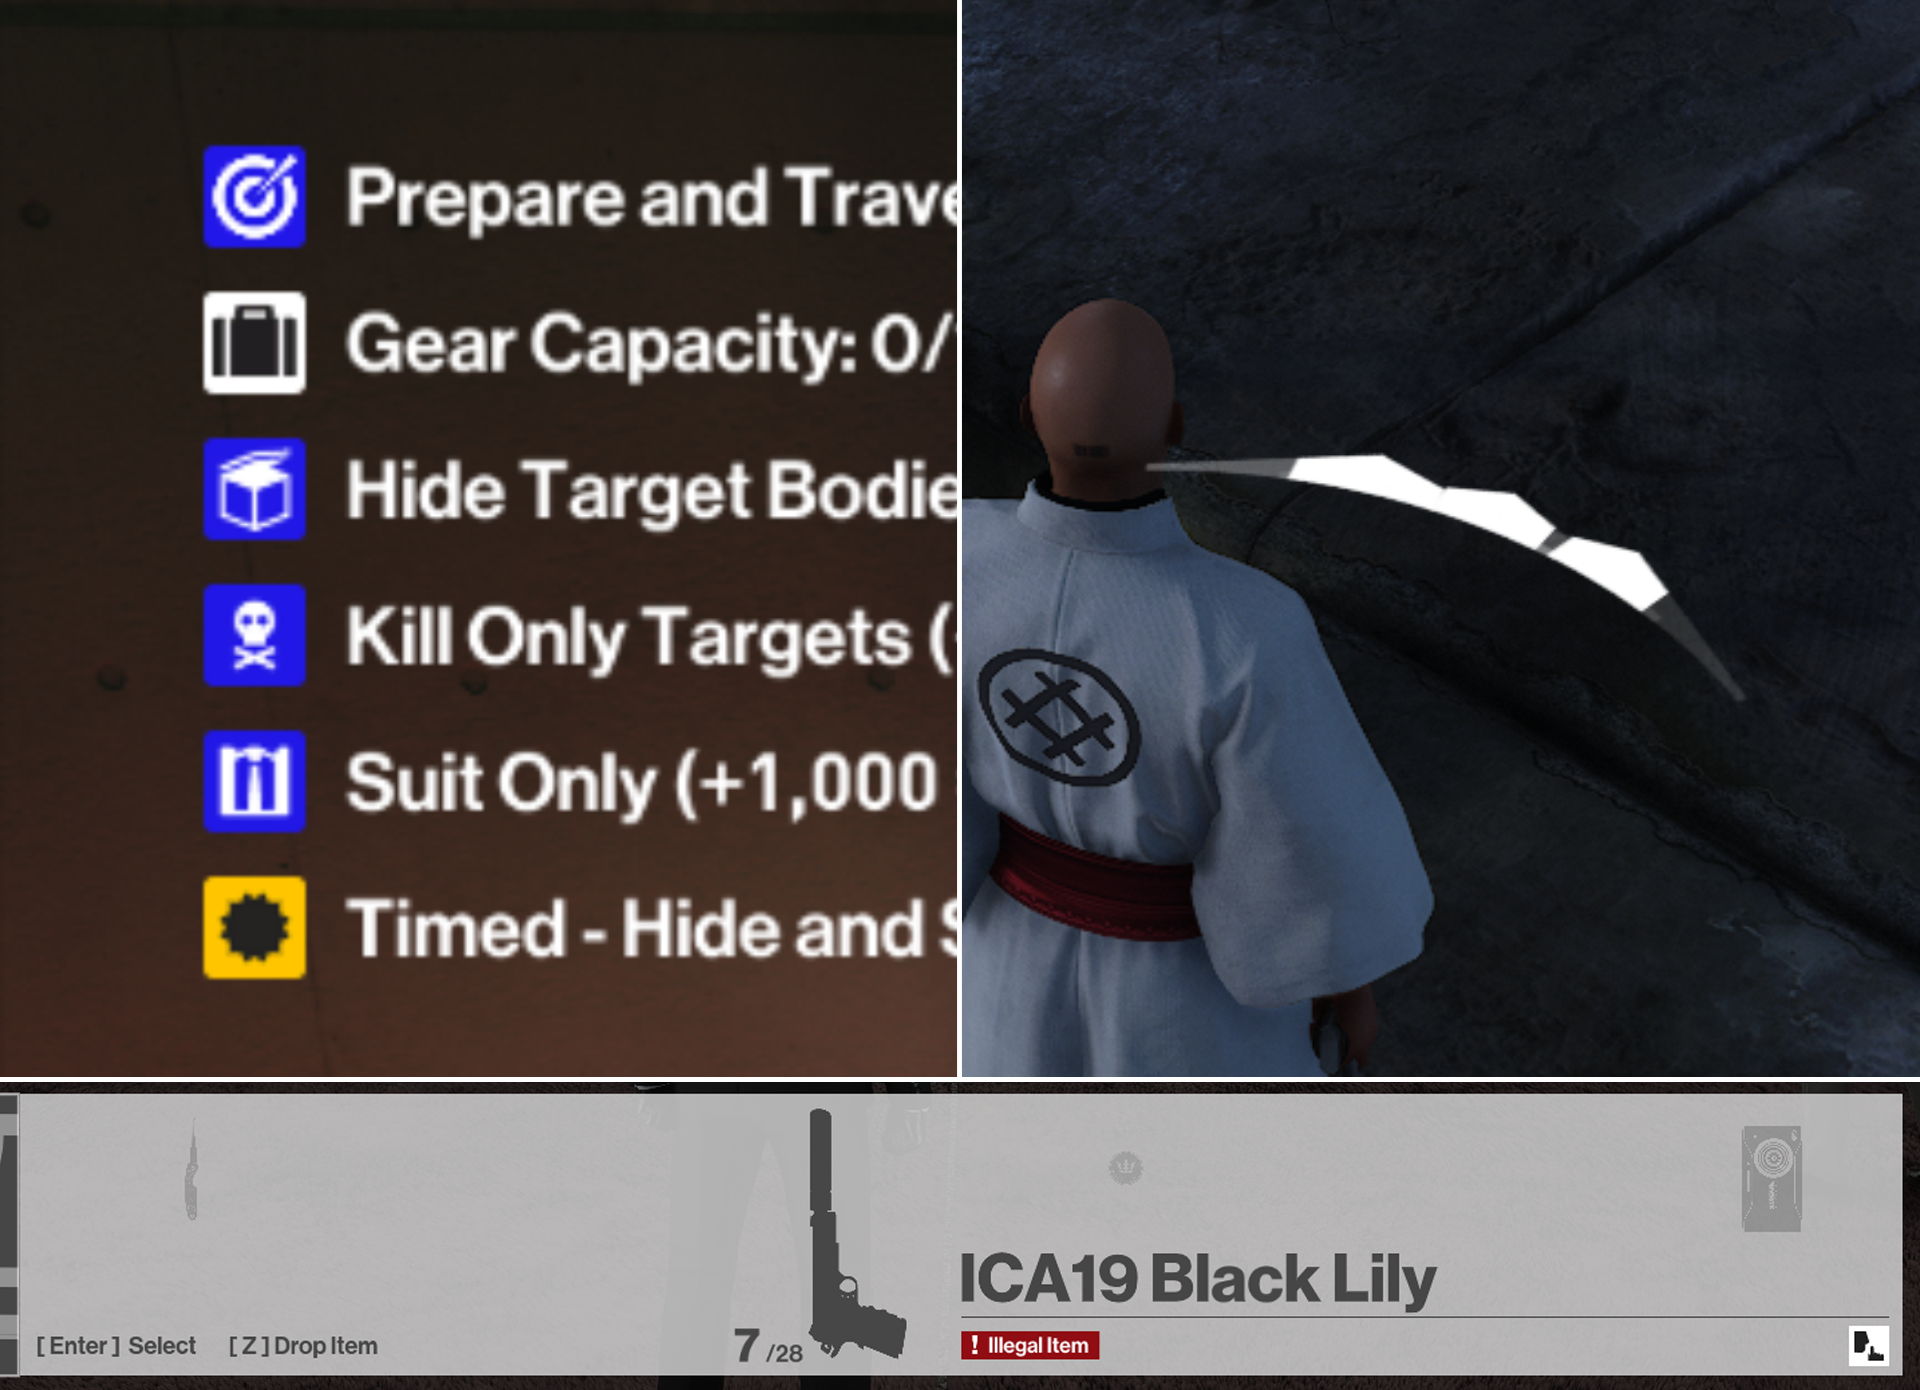 Prepare and Trave
Gear Capacity: 0/
Hide Target Bodie
Kill Only Targets (
Suit Only (+1,000
Timed - Hide and S
ICA19 Black Lily
[ Enter ] Select [ Z ] Drop Item
7 /28
! Illegal Item